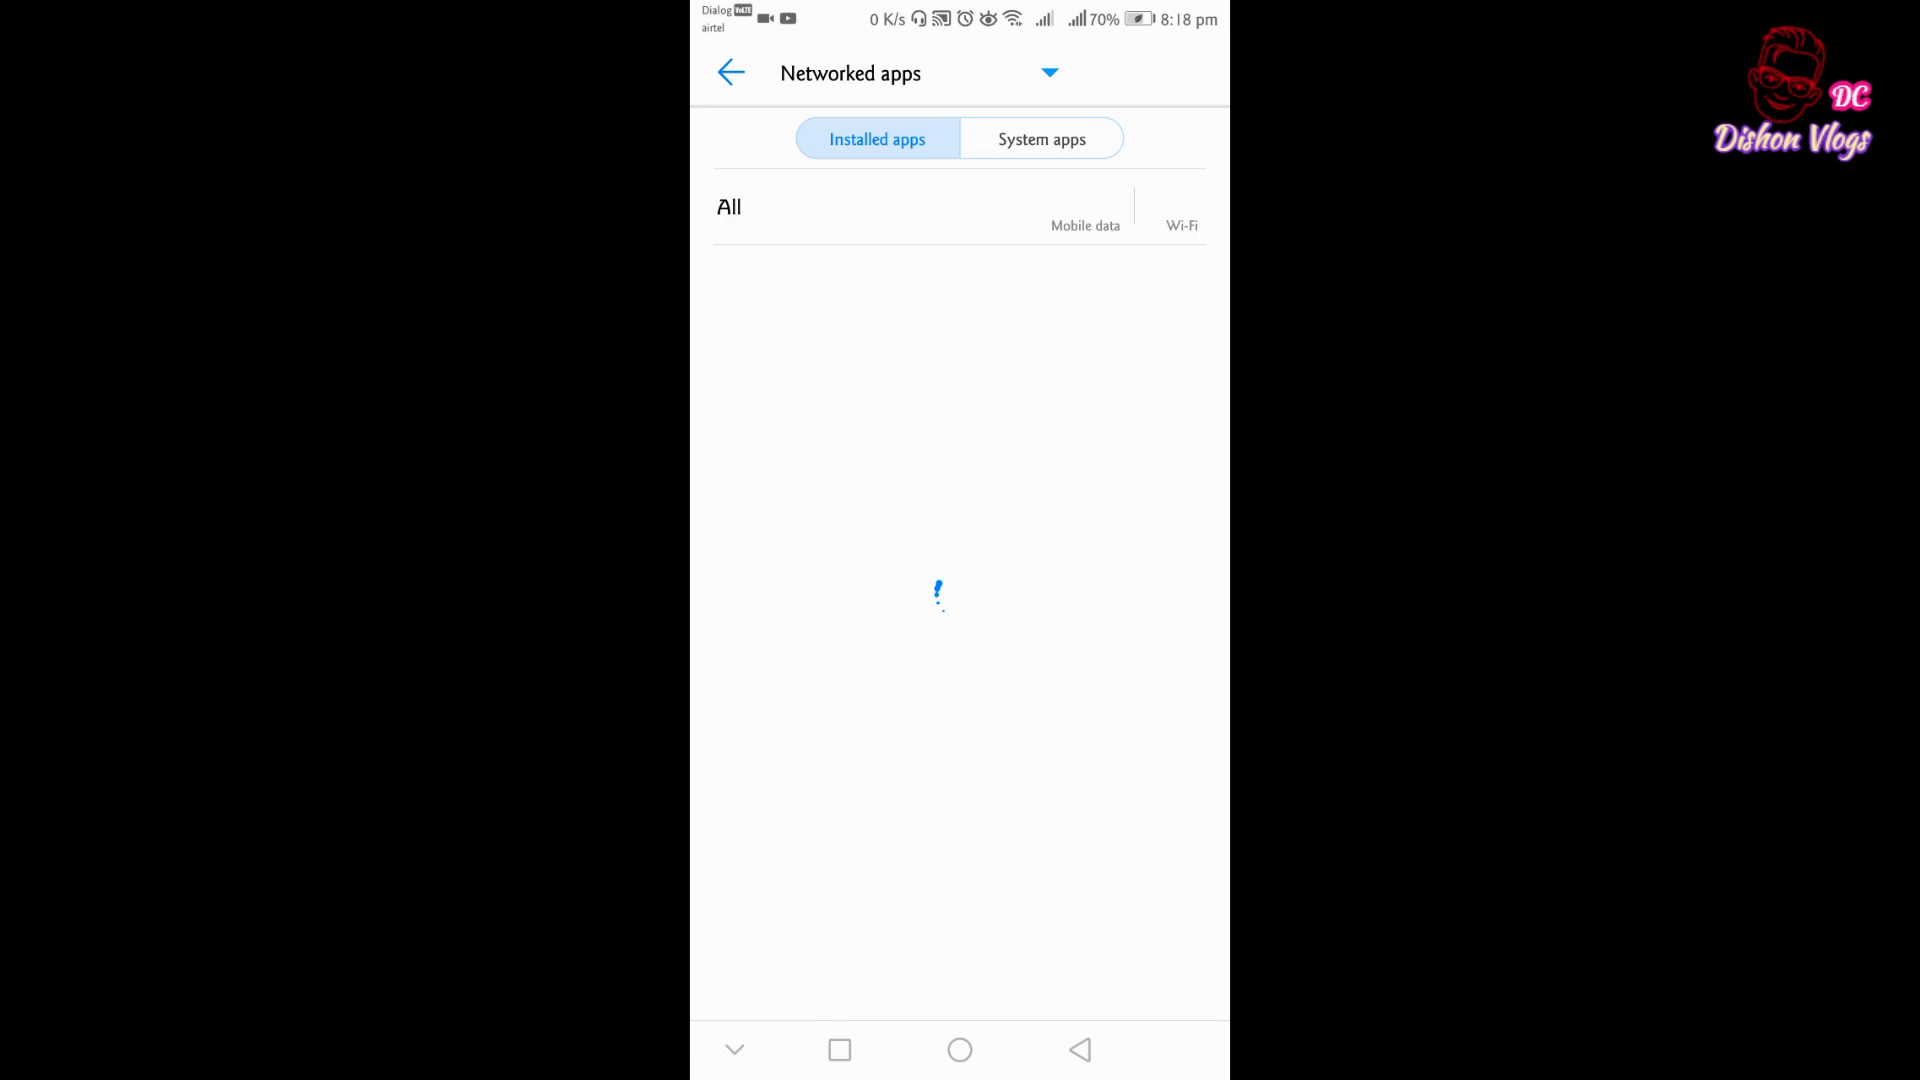 Dialog VoLTE
airtel
0 K/s 70% 8:18 pm
Networked apps
Installed apps System apps
All
Mobile data Wi-Fi
DC
Dishon Vlogs